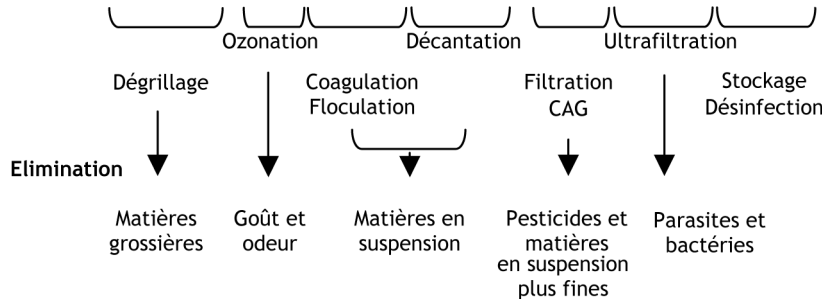 Ozonation
Décantation
Ultrafiltration
Dégrillage
Coagulation
Floculation
Filtration
CAG
Stockage
Désinfection
Elimination
Matières
grossières
Goût et
odeur
Matières en
suspension
Pesticides et
matières
en suspension
plus fines
Parasites et
bactéries